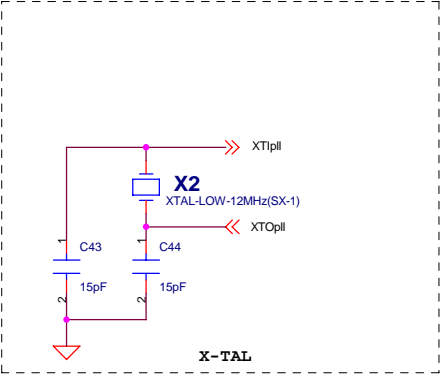 XTIpll
X2
XTAL-LOW-12MHz(SX-1)
XTOpll
1
C43
1
C44
15pF
15pF
2
2
X-TAL